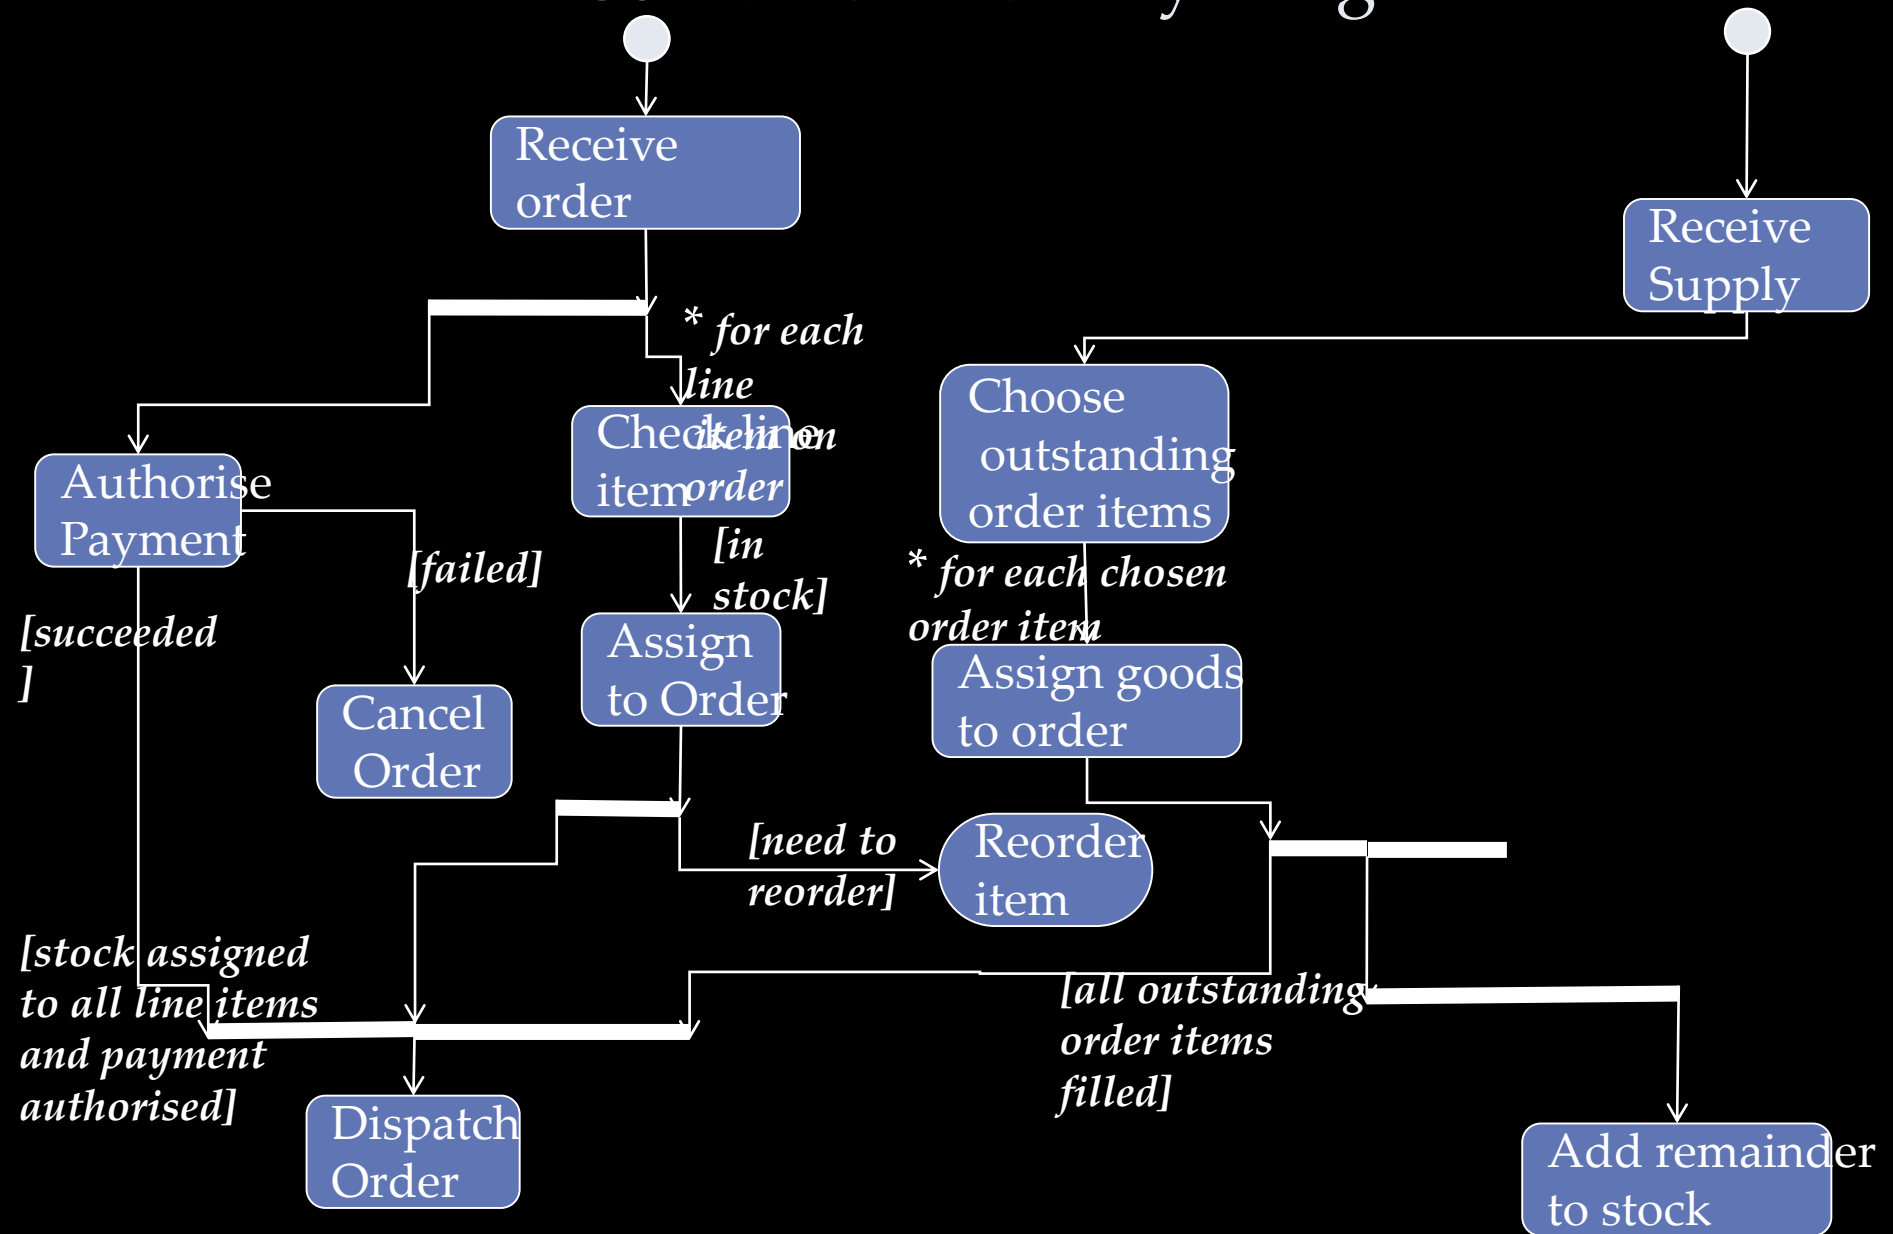 Receive
order
Receive
Supply
* for each
line
item on
order
Check line
item
Choose
outstanding
order items
Authorise
Payment
[failed]
[in
stock]
* for each chosen
order item
[succeeded
]
Assign
to Order
Assign goods
to order
Cancel
Order
[need to
reorder]
Reorder
item
[stock assigned
to all line items
and payment
authorised]
[all outstanding
order items
filled]
Dispatch
Order
Add remainder
to stock